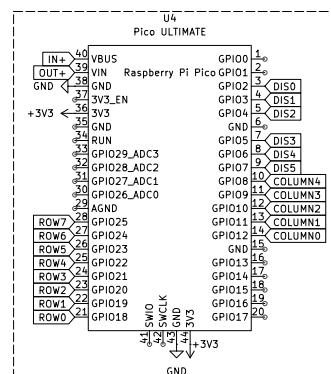 U4
Pico ULTIMATE
IN+ 40 VBUS GPIO0 1
OUT+ 39 VIN Raspberry Pi Pico GPIO1 2
GND 38 GND GPIO2 3 DIS0
37 3V3_EN GPIO3 4 DIS1
+3V3 36 3V3 GPIO4 5 DIS2
35 GND GND 6
34 RUN GPIO5 7 DIS3
33 GPIO29_ADC3 GPIO6 8 DIS4
32 GPIO28_ADC2 GPIO7 9 DIS5
31 GPIO27_ADC1 GPIO8 10 COLUMN4
30 GPIO26_ADC0 GPIO9 11 COLUMN3
29 AGND GPIO10 12 COLUMN2
ROW7 28 GPIO25 GPIO11 13 COLUMN1
ROW6 27 GPIO24 GPIO12 14 COLUMN0
ROW5 26 GPIO23 GND 15
ROW4 25 GPIO22 GPIO13 16
ROW3 24 GPIO21 GPIO14 17
ROW2 23 GPIO20 GPIO15 18
ROW1 22 GPIO19 GPIO16 19
ROW0 21 GPIO18 GPIO17 20
SWIO SWCLK GND 3V3
41 42 43 44
+3V3
GND